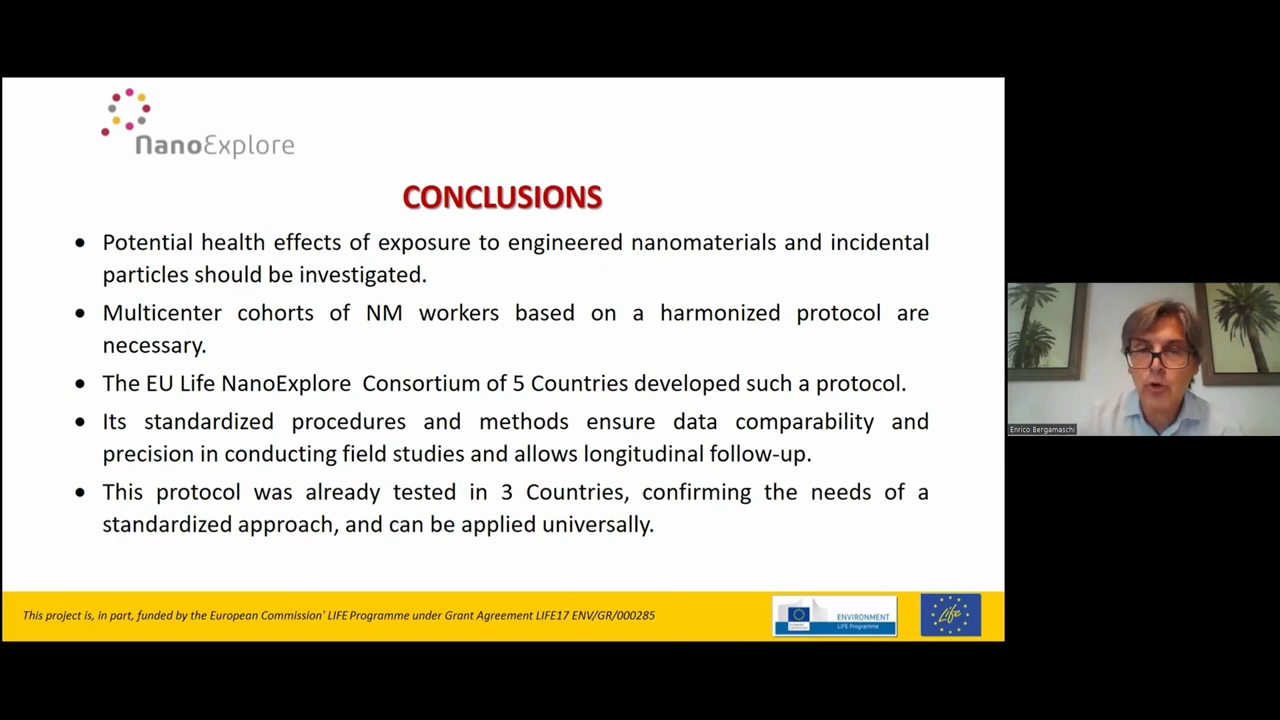 nanoExplore
CONCLUSIONS
• Potential health effects of exposure to engineered nanomaterials and incidental
particles should be investigated.
• Multicenter cohorts of NM workers based on a harmonized protocol are
necessary.
• The EU Life NanoExplore Consortium of 5 Countries developed such a protocol.
• Its standardized procedures and methods ensure data comparability and
precision in conducting field studies and allows longitudinal follow-up.
• This protocol was already tested in 3 Countries, confirming the needs of a
standardized approach, and can be applied universally.
This project is, in part, funded by the European Commission' LIFE Programme under Grant Agreement LIFE17 ENV/GR/000285
ENVIRONMENT
LIFE Programme
Life
Enrico Bergamaschi